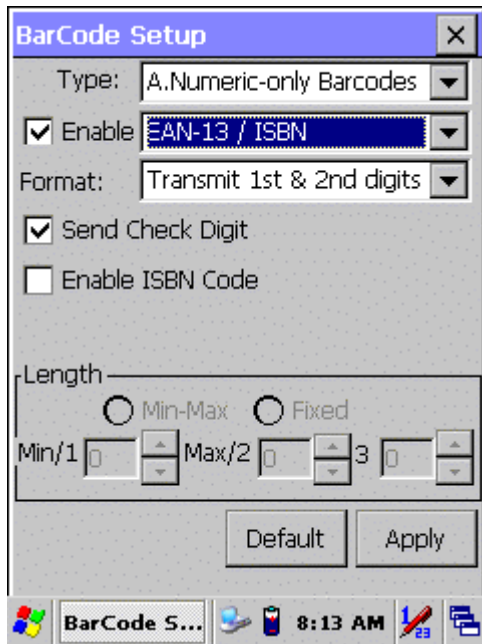 BarCode Setup
Type: A.Numeric-only Barcodes
Enable EAN-13 / ISBN
Format: Transmit 1st & 2nd digits
Send Check Digit
Enable ISBN Code
Length
Min-Max Fixed
Min/1 0 Max/2 0 3 0
Default Apply
BarCode S... 8:13 AM 1/23